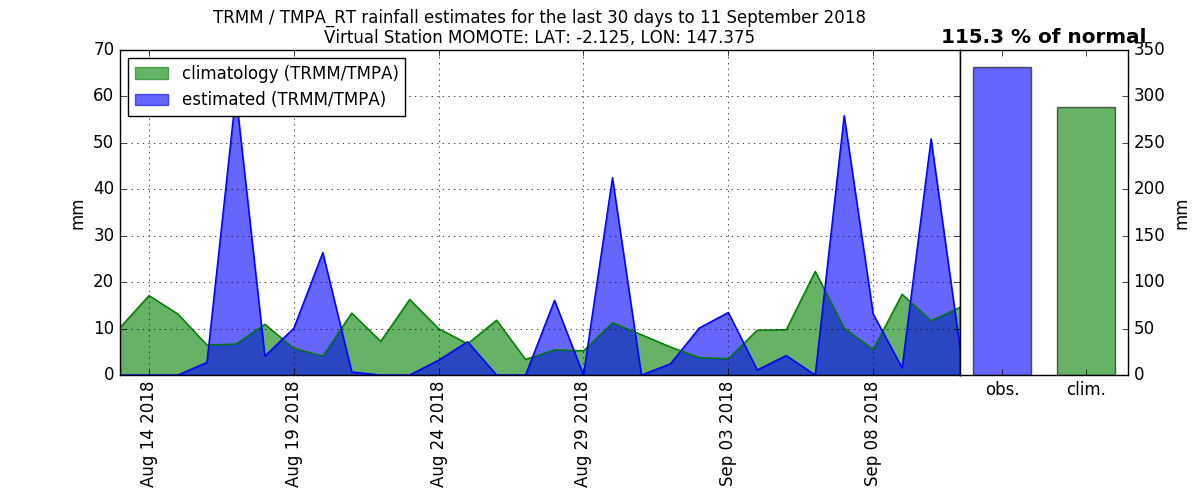 TRMM / TMPA_RT rainfall estimates for the last 30 days to 11 September 2018
Virtual Station MOMOTE: LAT: -2.125, LON: 147.375
115.3 % of normal
climatology (TRMM/TMPA)
estimated (TRMM/TMPA)
70
60
50
40
30
20
10
0
mm
350
300
250
200
150
100
50
0
mm
Aug 14 2018
Aug 19 2018
Aug 24 2018
Aug 29 2018
Sep 03 2018
Sep 08 2018
obs.
clim.